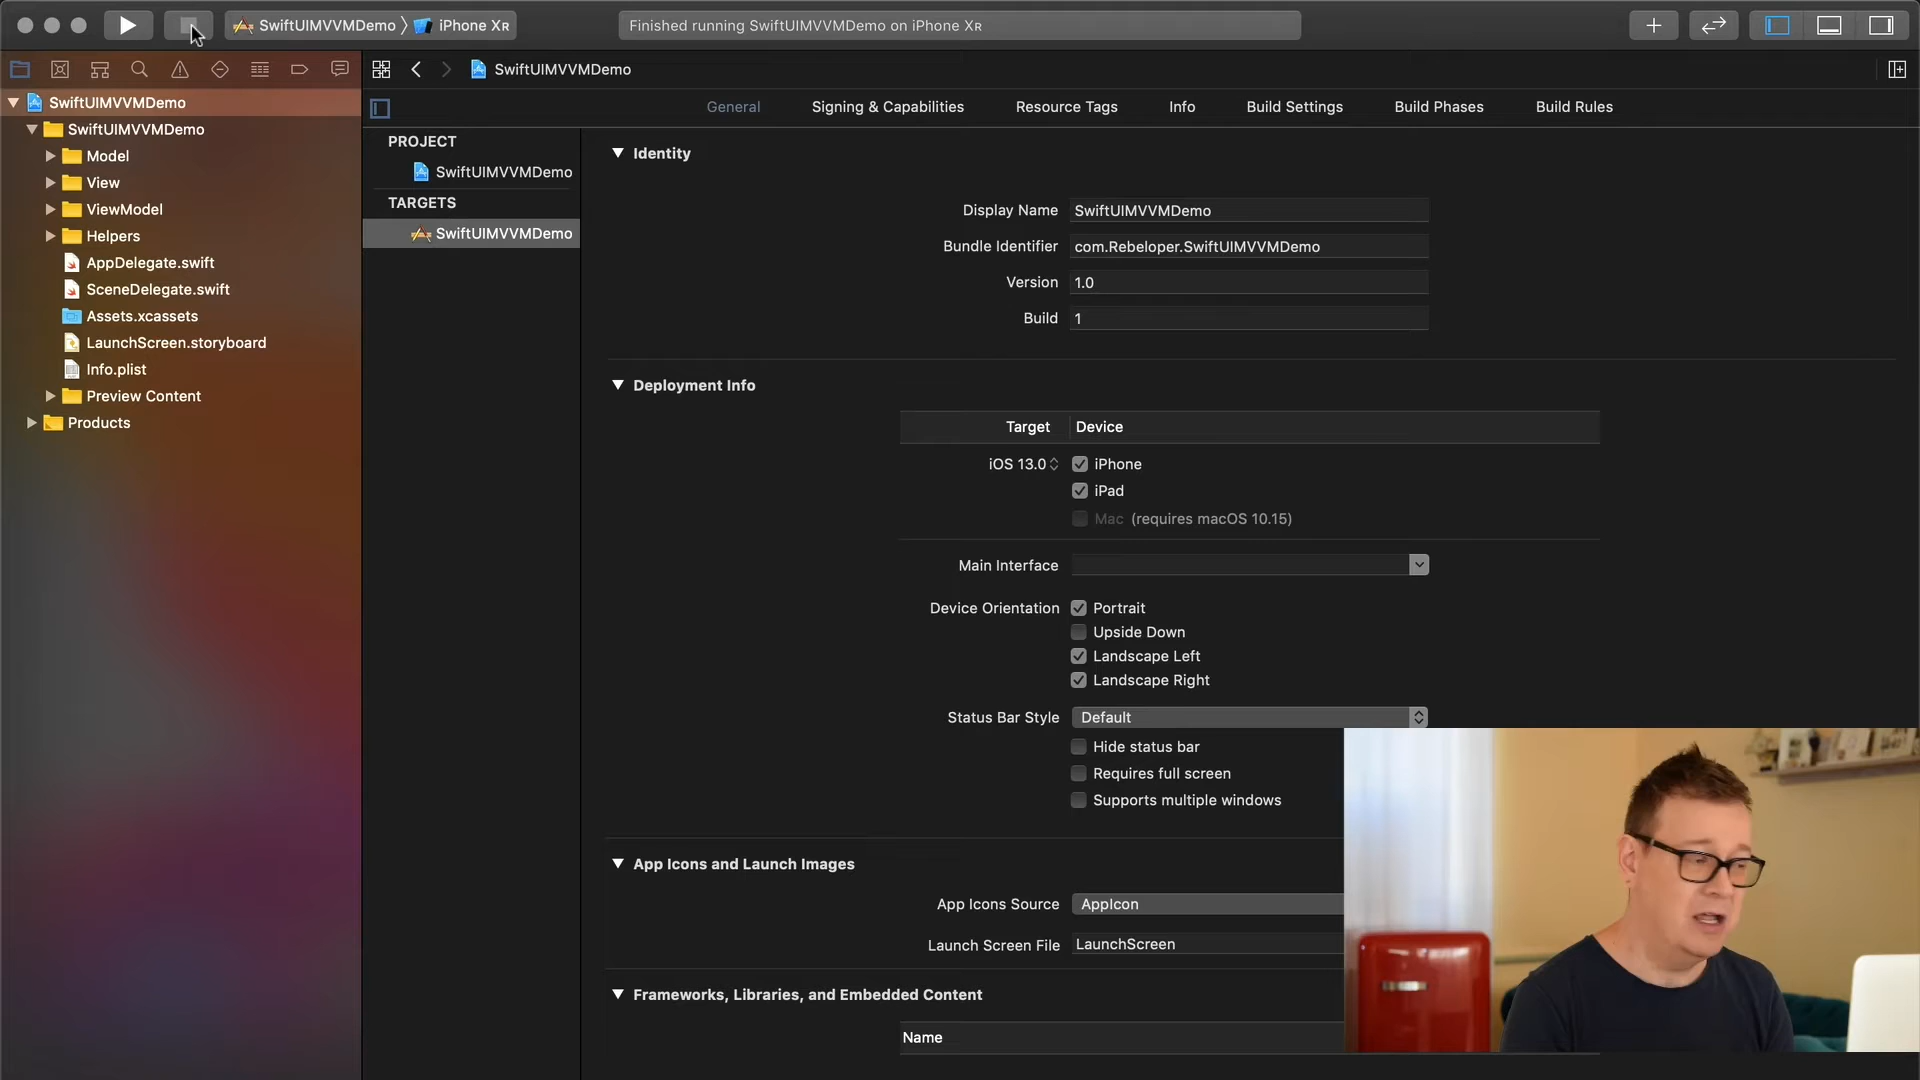 SwiftUIMVVMDemo 〉 iPhone XR
Finished running SwiftUIMVVMDemo on iPhone XR
SwiftUIMVVMDemo
General Signing & Capabilities Resource Tags Info Build Settings Build Phases Build Rules
SwiftUIMVVMDemo
SwiftUIMVVMDemo
Model
View
ViewModel
Helpers
AppDelegate.swift
SceneDelegate.swift
Assets.xcassets
LaunchScreen.storyboard
Info.plist
Preview Content
Products
PROJECT
SwiftUIMVVMDemo
TARGETS
SwiftUIMVVMDemo
Identity
Display Name SwiftUIMVVMDemo
Bundle Identifier com.Rebeloper.SwiftUIMVVMDemo
Version 1.0
Build 1
Deployment Info
Target Device
iOS 13.0 iPhone
iPad
Mac (requires macOS 10.15)
Main Interface
Device Orientation Portrait
Upside Down
Landscape Left
Landscape Right
Status Bar Style Default
Hide status bar
Requires full screen
Supports multiple windows
App Icons and Launch Images
App Icons Source AppIcon
Launch Screen File LaunchScreen
Frameworks, Libraries, and Embedded Content
Name